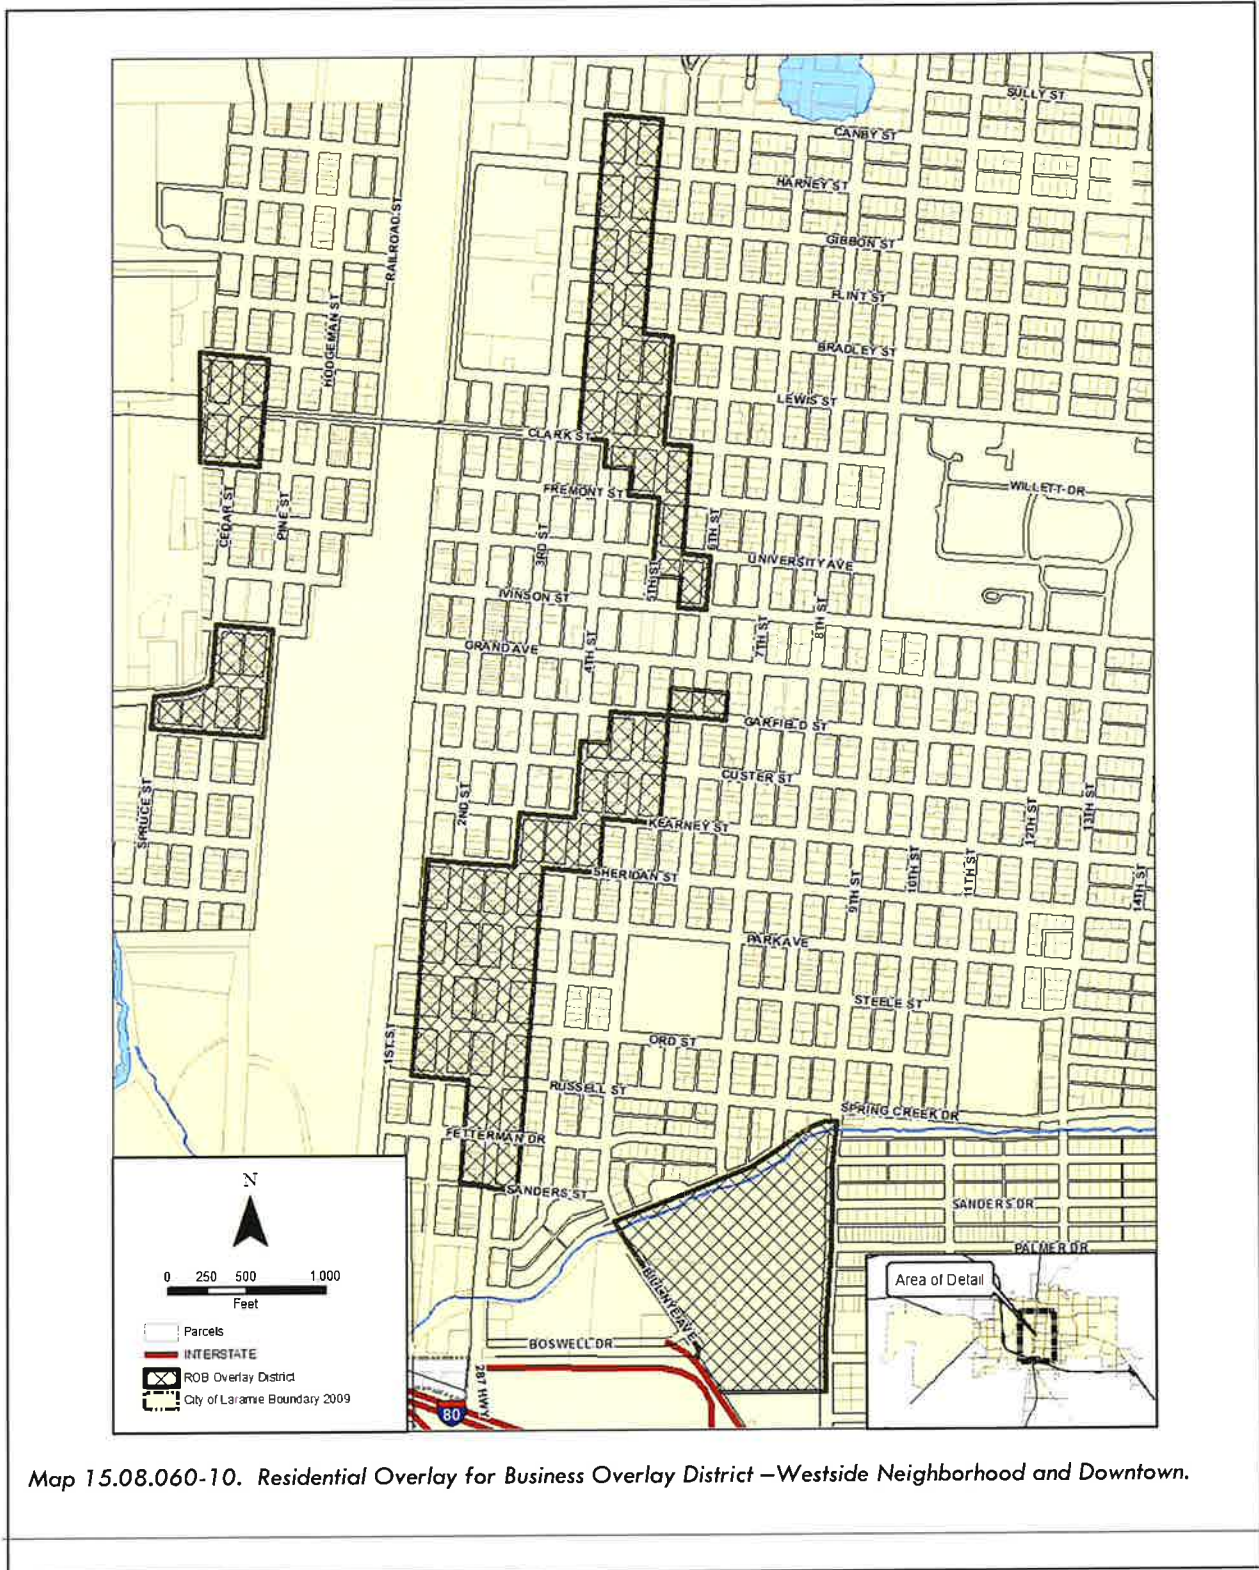 SULLY ST
CANBY ST
HARNEY ST
RAILROAD ST
GIBBON ST
FLINT ST
HODGEMAN ST
BRADLEY ST
LEWIS ST
CLARK ST
WILLETT DR
FREMONT ST
CEDAR ST
PINE ST
6TH ST
3RD ST
UNIVERSITY AVE
5TH ST
IVINSON ST
8TH ST
7TH ST
4TH ST
GRAND AVE
GARFIELD ST
CUSTER ST
2ND ST
SPRUCE ST
13TH ST
12TH ST
KEARNEY ST
SHERIDAN ST
10TH ST
11TH ST
9TH ST
14TH ST
PARK AVE
STEELE ST
1ST ST
ORD ST
RUSSELL ST
SPRING CREEK DR
FETTERMAN DR
SANDERS ST
SANDERS DR
PALMER DR
BILL NYE AVE
BOSWELL DR
287 HWY
80
N
0 250 500 1,000
Feet
Parcels
INTERSTATE
ROB Overlay District
City of Laramie Boundary 2009
Area of Detail
Map 15.08.060-10. Residential Overlay for Business Overlay District –Westside Neighborhood and Downtown.